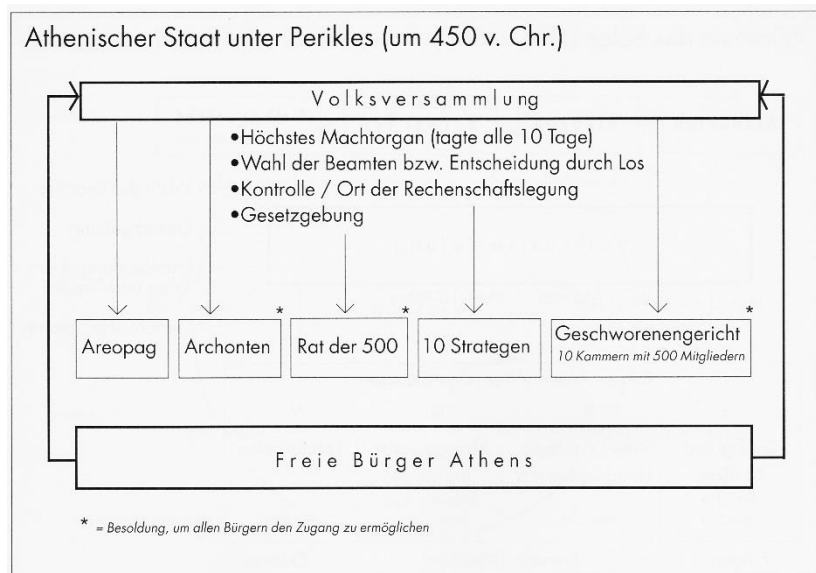 Athenischer Staat unter Perikles (um 450 v. Chr.)
Volksversammlung
•Höchstes Machtorgan (tagte alle 10 Tage)
•Wahl der Beamten bzw. Entscheidung durch Los
•Kontrolle / Ort der Rechenschaftslegung
•Gesetzgebung
Areopag
Archonten *
Rat der 500 *
10 Strategen
Geschworenengericht *
10 Kammern mit 500 Mitgliedern
Freie Bürger Athens
* = Besoldung, um allen Bürgern den Zugang zu ermöglichen